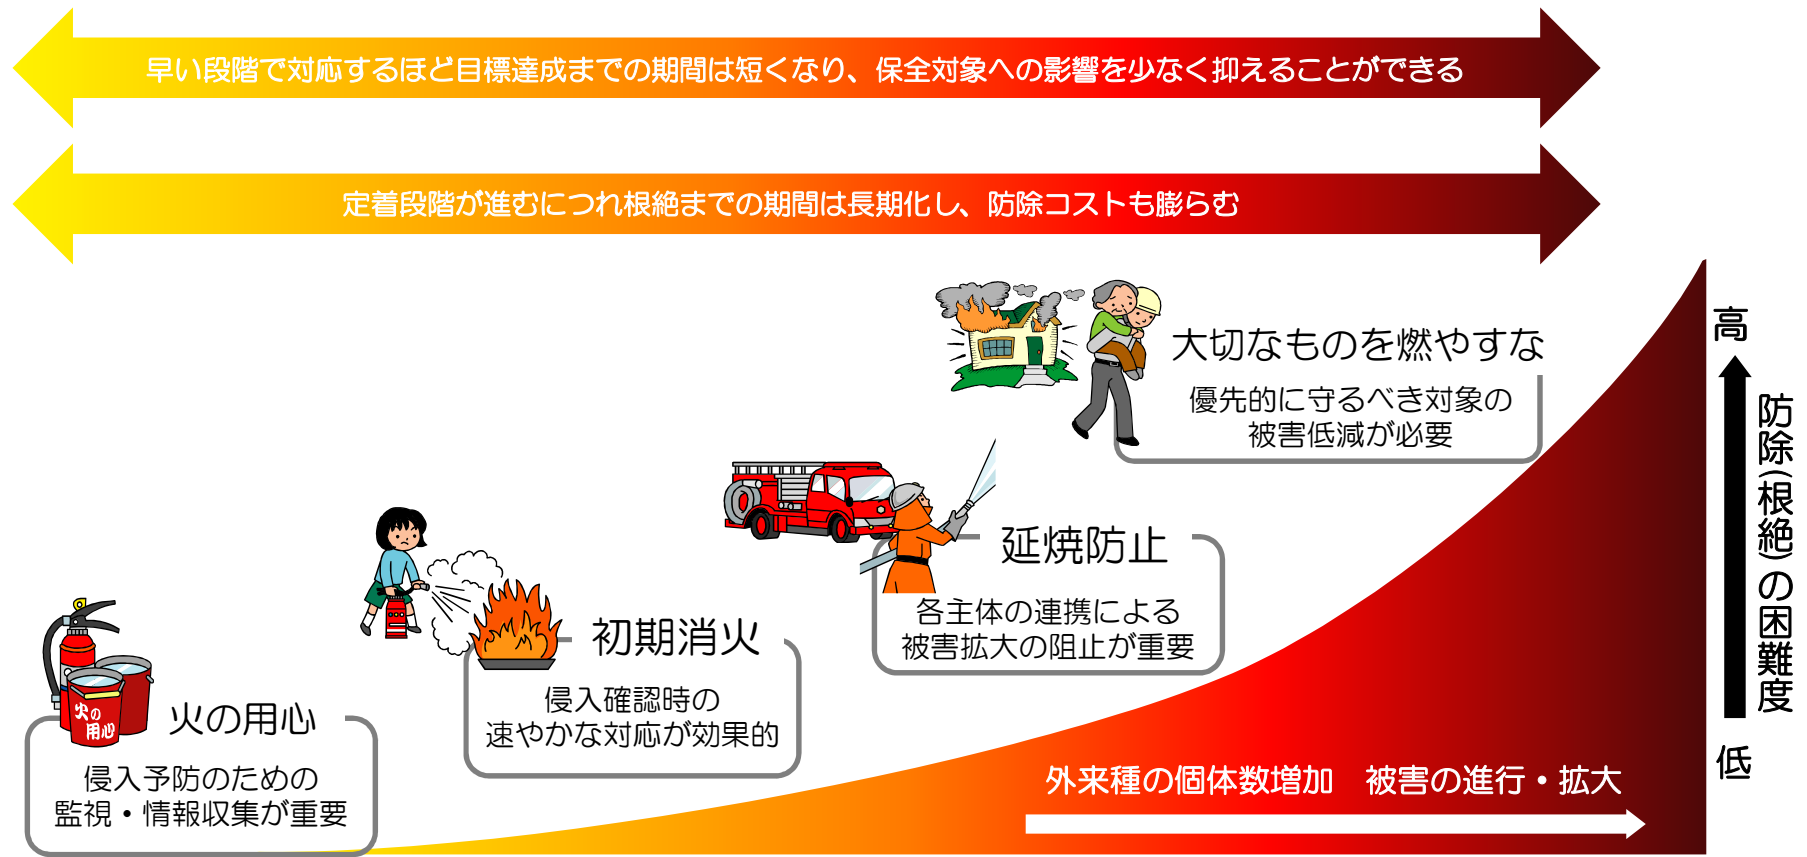 早い段階で対応するほど目標達成までの期間は短くなり、保全対象への影響を少なく抑えることができる
定着段階が進むにつれ根絶までの期間は長期化し、防除コストも膨らむ
大切なものを燃やすな
優先的に守るべき対象の
被害低減が必要
延焼防止
各主体の連携による
被害拡大の阻止が重要
初期消火
侵入確認時の
速やかな対応が効果的
火の用心
火の
用心
侵入予防のための
監視・情報収集が重要
外来種の個体数増加　被害の進行・拡大
高
防除(根絶)の困難度
低